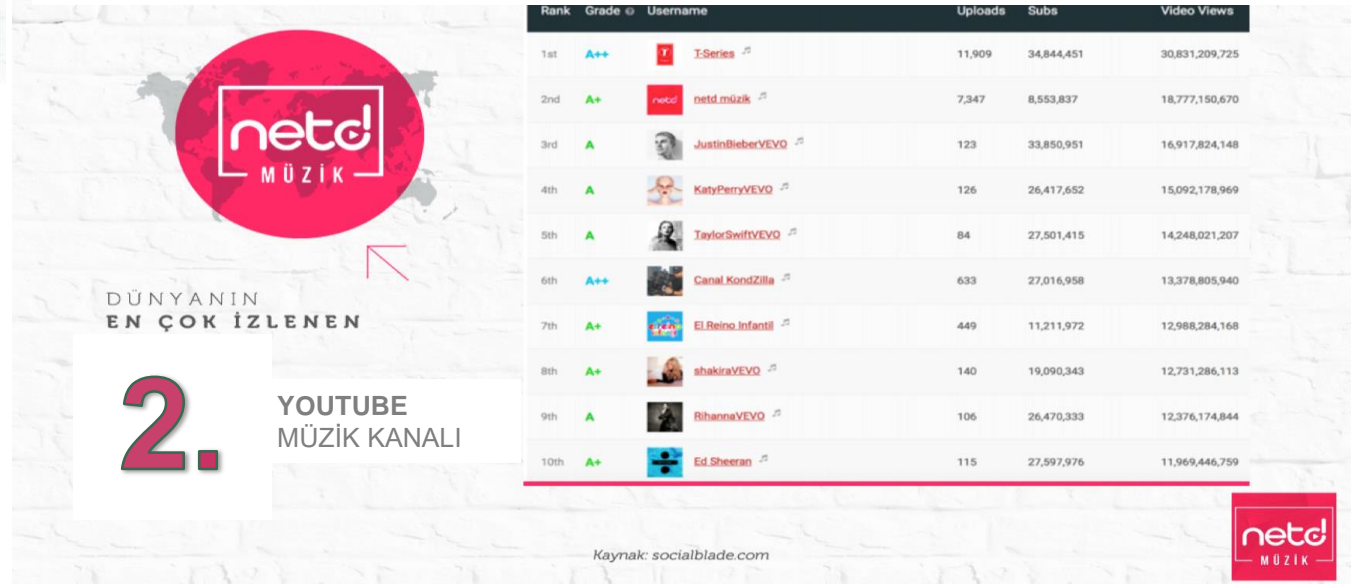 netd
MÜZİK
DÜNYANIN
EN ÇOK İZLENEN
2.
YOUTUBE
MÜZİK KANALI
Rank Grade Username Uploads Subs Video Views
1st A++ T-Series 11,909 34,844,451 30,831,209,725
2nd A+ netd netd müzik 7,347 8,553,837 18,777,150,670
3rd A JustinBieberVEVO 123 33,850,951 16,917,824,148
4th A KatyPerryVEVO 126 26,417,652 15,092,178,969
5th A TaylorSwiftVEVO 84 27,501,415 14,248,021,207
6th A++ Canal KondZilla 633 27,016,958 13,378,805,940
7th A+ El Reino Infantil 449 11,211,972 12,988,284,168
8th A+ shakiraVEVO 140 19,090,343 12,731,286,113
9th A RihannaVEVO 106 26,470,333 12,376,174,844
10th A+ Ed Sheeran 115 27,597,976 11,969,446,759
Kaynak: socialblade.com
netd
MÜZİK